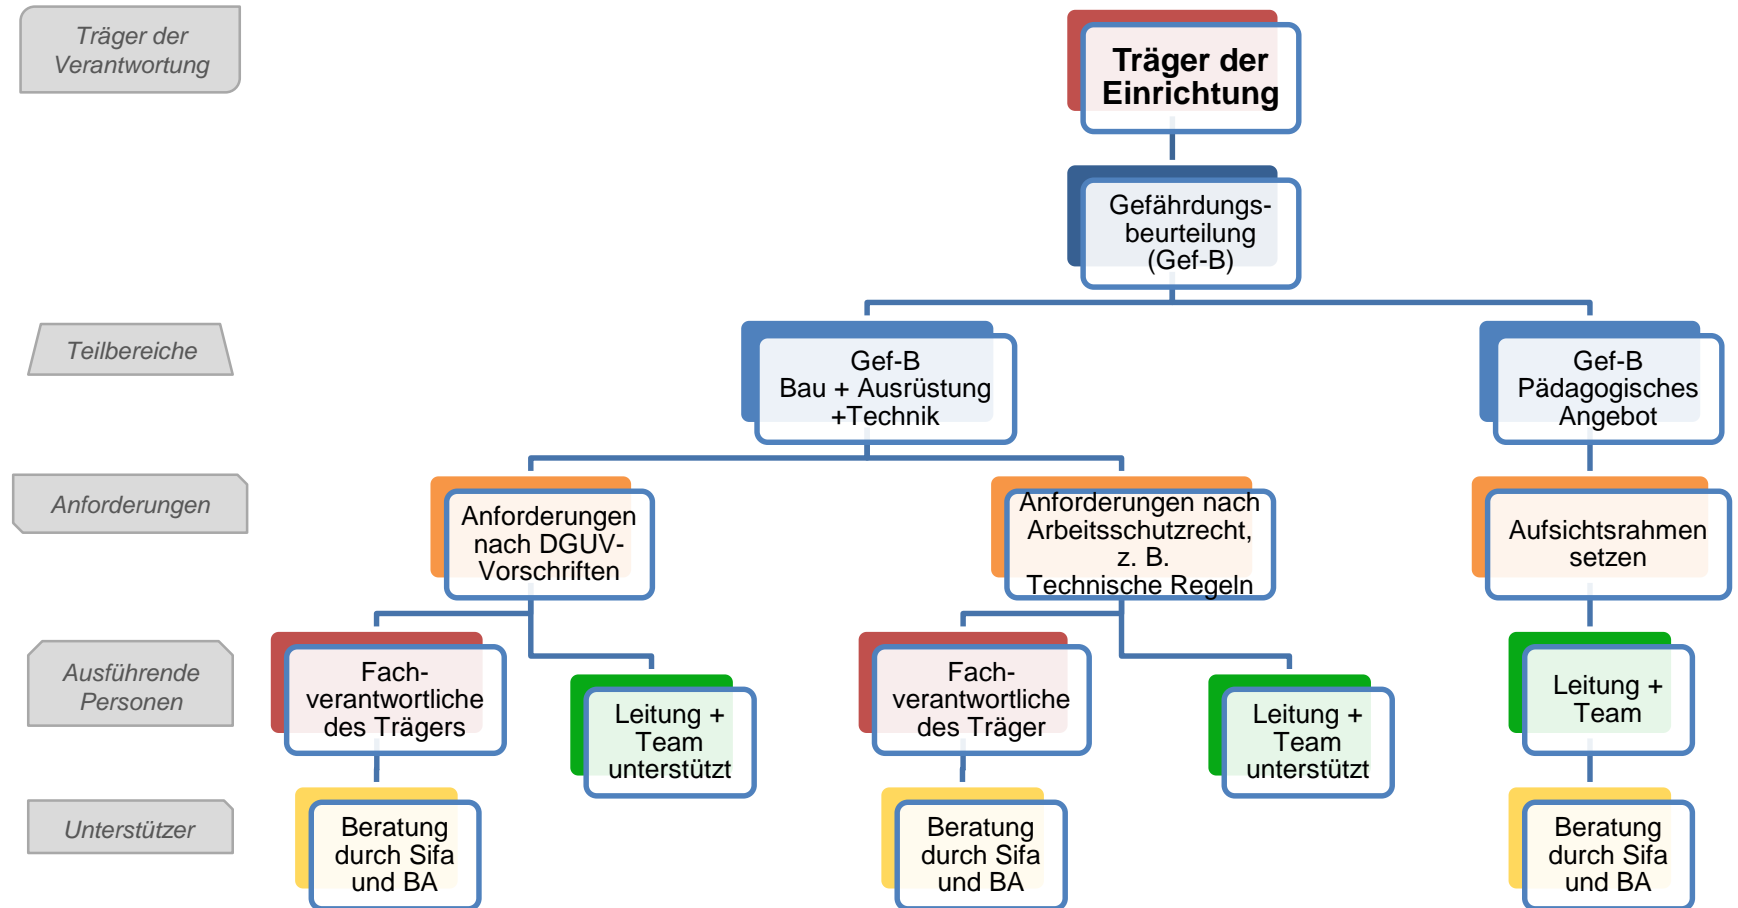 Träger der
Verantwortung
Träger der
Einrichtung
Gefährdungs-
beurteilung
(Gef-B)
Teilbereiche
Gef-B
Bau + Ausrüstung
+Technik
Gef-B
Pädagogisches
Angebot
Anforderungen
Anforderungen
nach DGUV-
Vorschriften
Anforderungen nach
Arbeitsschutzrecht,
z. B.
Technische Regeln
Aufsichtsrahmen
setzen
Ausführende
Personen
Fach-
verantwortliche
des Trägers
Leitung +
Team
unterstützt
Fach-
verantwortliche
des Träger
Leitung +
Team
unterstützt
Leitung +
Team
Unterstützer
Beratung
durch Sifa
und BA
Beratung
durch Sifa
und BA
Beratung
durch Sifa
und BA